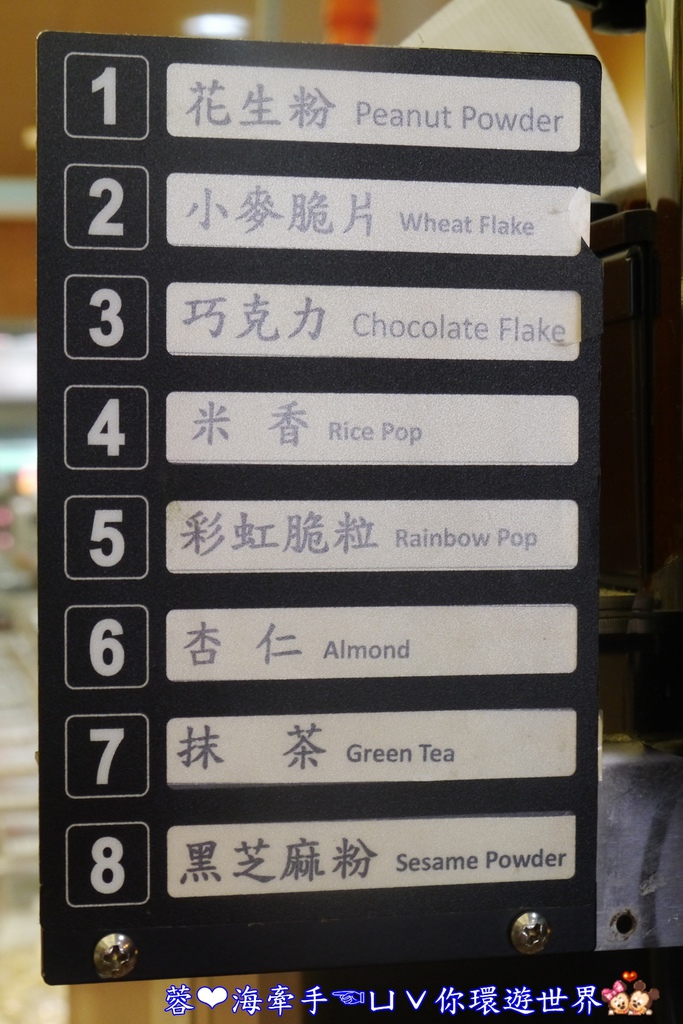 1 花生粉 Peanut Powder
2 小麥脆片 Wheat Flake
3 巧克力 Chocolate Flake
4 米 香 Rice Pop
5 彩虹脆粒 Rainbow Pop
6 杏 仁 Almond
7 抹 茶 Green Tea
8 黑芝麻粉 Sesame Powder
蓉❤海牽手☜ㄩㄚ你環遊世界